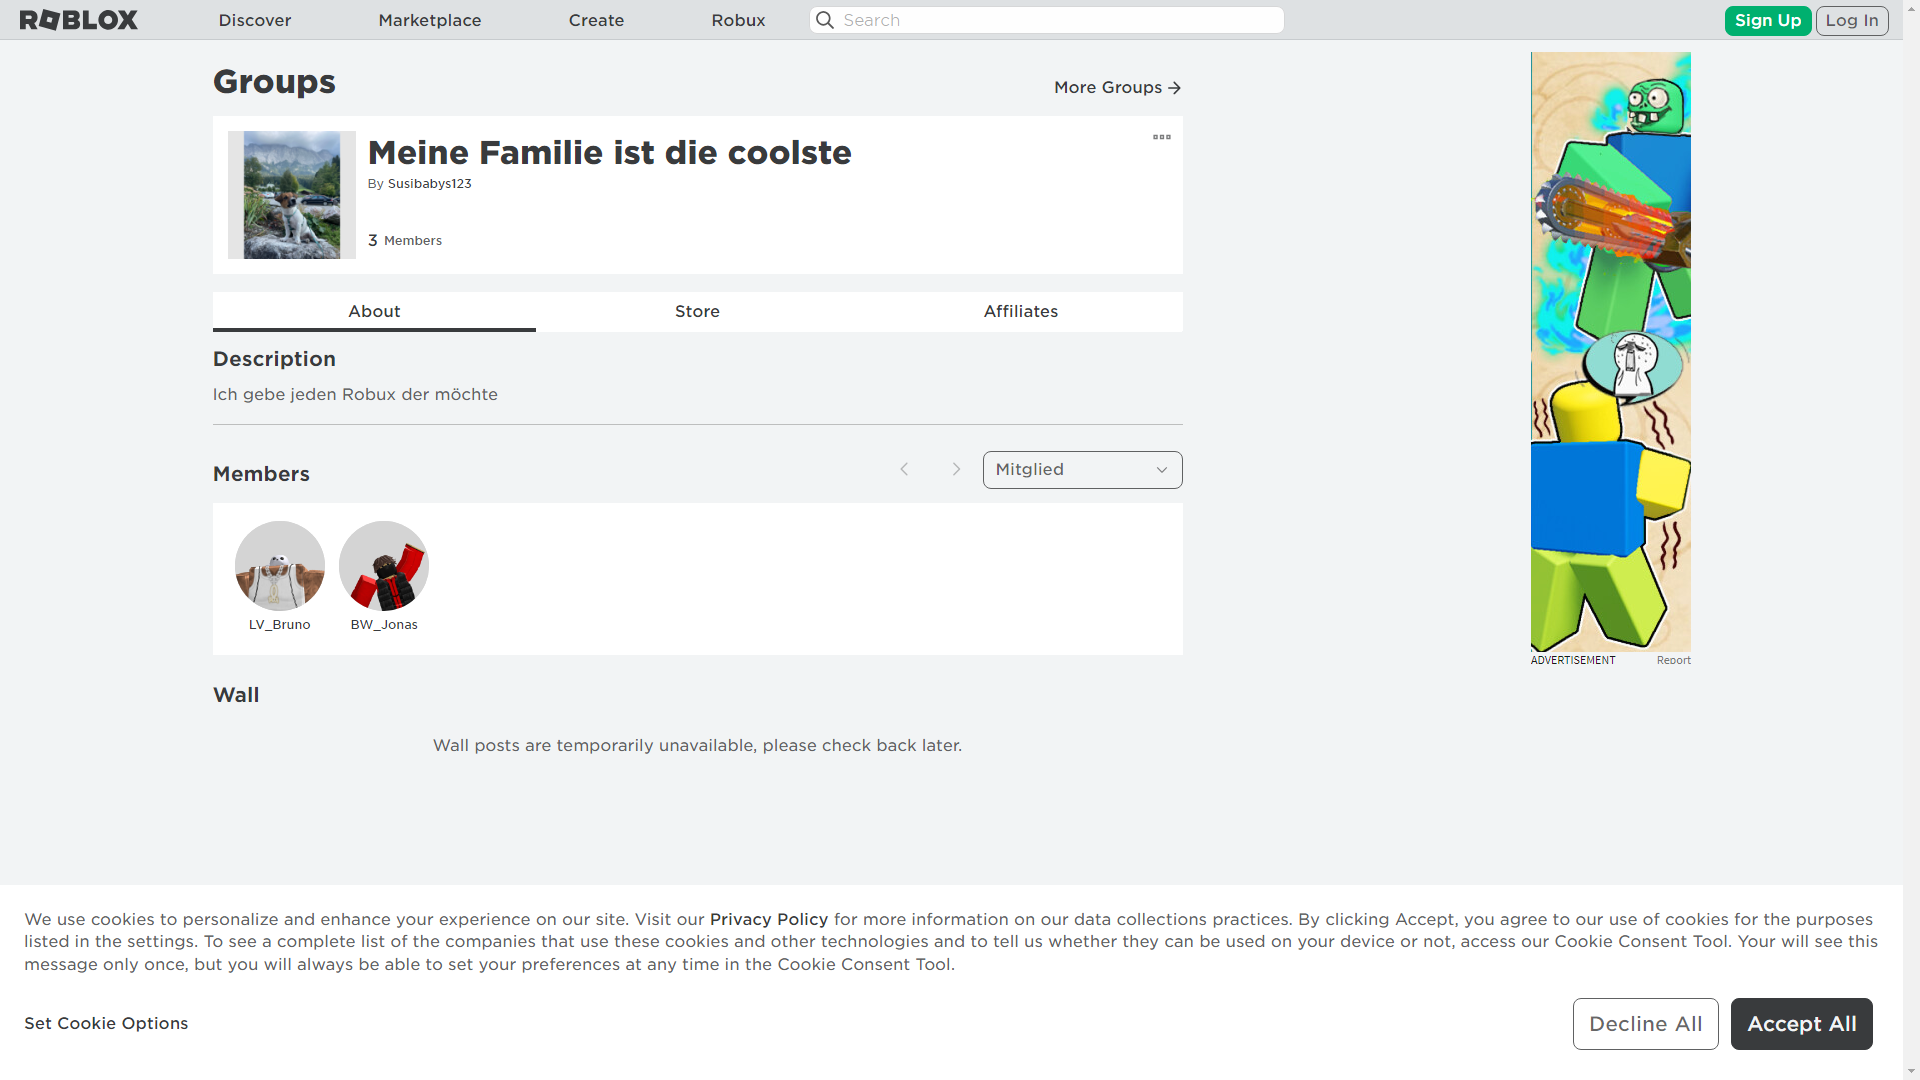 ROBLOX
Discover
Marketplace
Create
Robux
Search
Sign Up
Log In
Groups
More Groups
Meine Familie ist die coolste
By Susibabys123
3 Members
About
Store
Affiliates
Description
Ich gebe jeden Robux der möchte
Members
Mitglied
LV_Bruno
BW_Jonas
ADVERTISEMENT
Report
Wall
Wall posts are temporarily unavailable, please check back later.
We use cookies to personalize and enhance your experience on our site. Visit our Privacy Policy for more information on our data collections practices. By clicking Accept, you agree to our use of cookies for the purposes
listed in the settings. To see a complete list of the companies that use these cookies and other technologies and to tell us whether they can be used on your device or not, access our Cookie Consent Tool. Your will see this
message only once, but you will always be able to set your preferences at any time in the Cookie Consent Tool.
Set Cookie Options
Decline All
Accept All